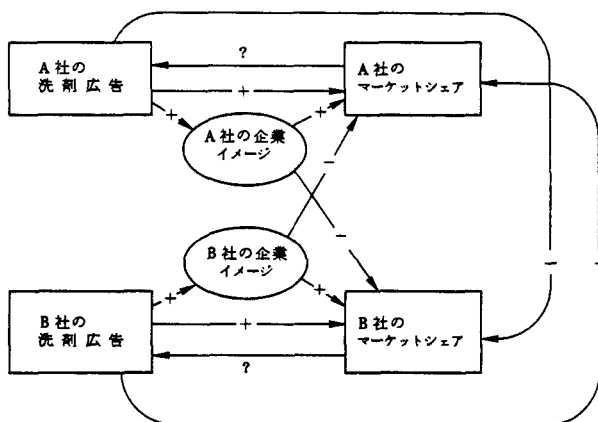 A社の
洗剤広告
?
+
A社の
マーケットシェア
+
+
A社の企業
イメージ
−
−
B社の企業
イメージ
+
+
−
−
B社の
洗剤広告
+
?
B社の
マーケットシェア